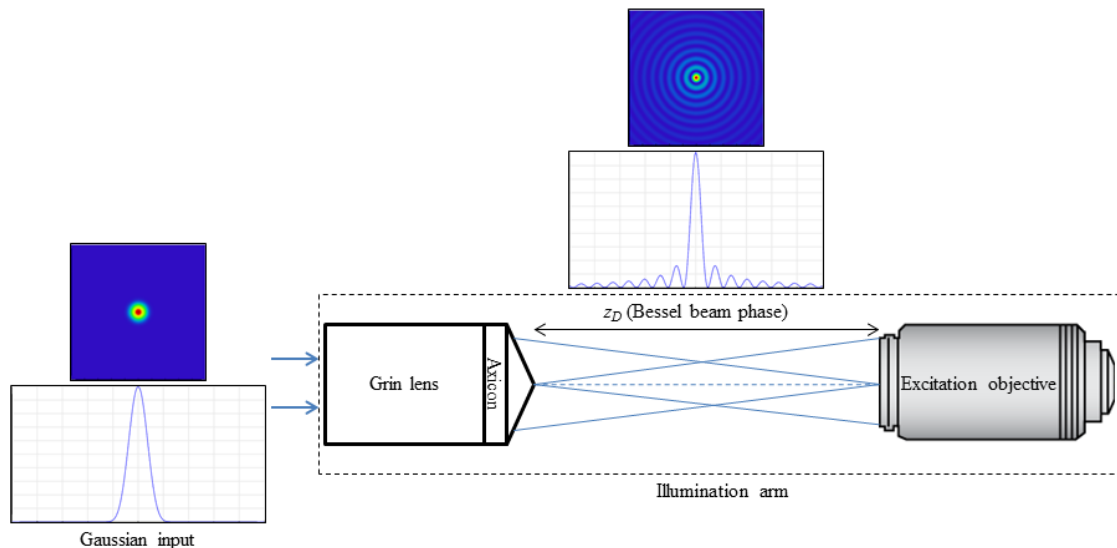 z_D (Bessel beam phase)
Grin lens
Axicon
Excitation objective
Illumination arm
Gaussian input